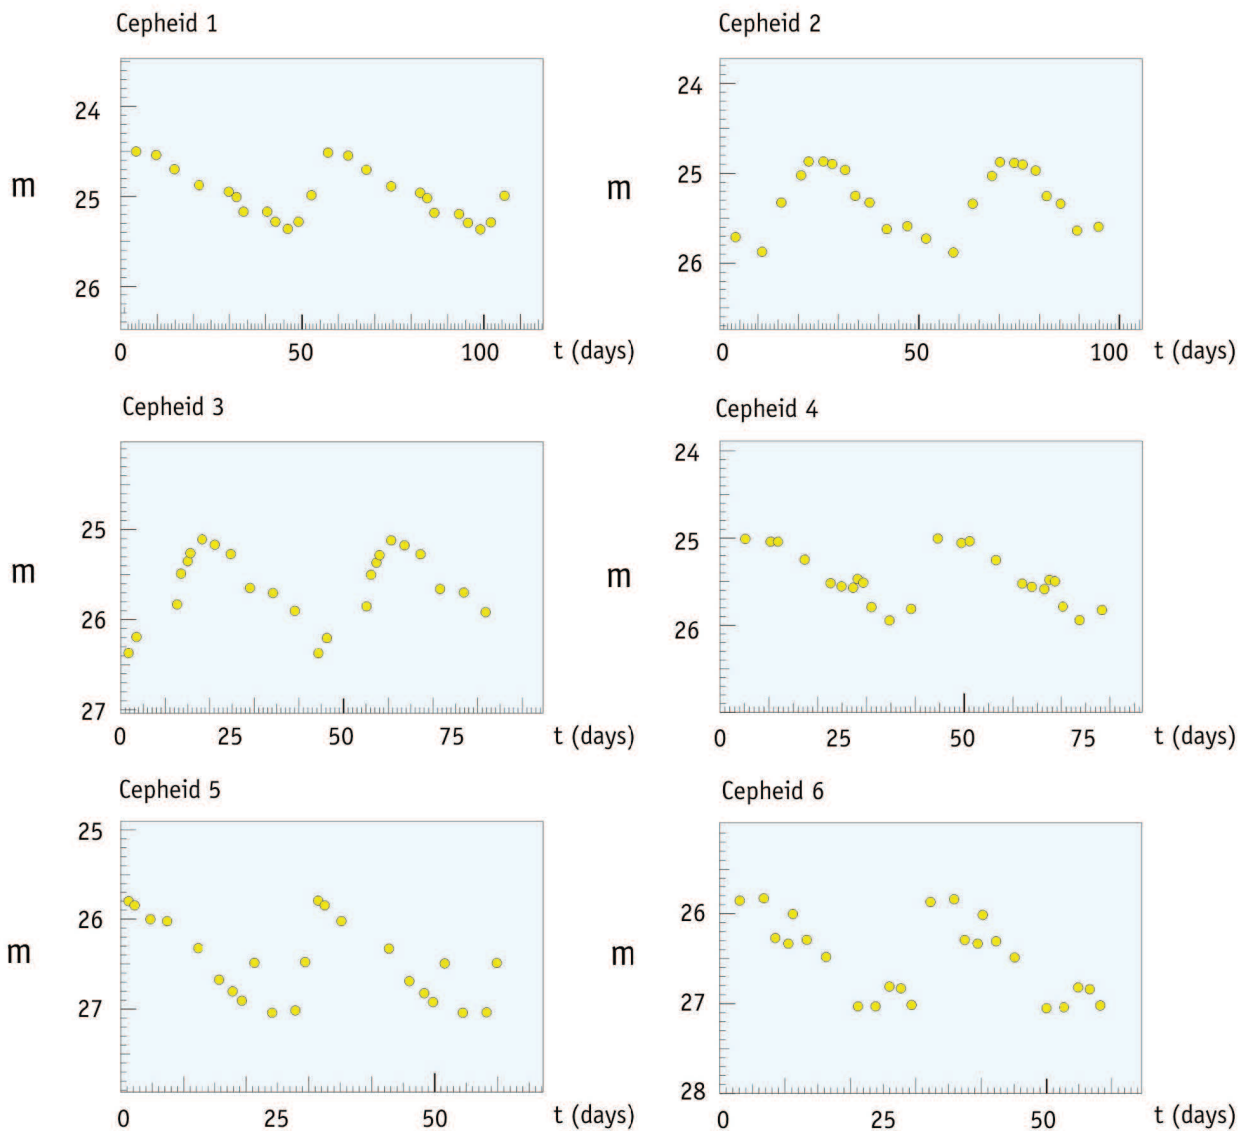 Cepheid 1
24
25
26
m
0 50 100 t (days)
Cepheid 2
24
25
26
m
0 50 100 t (days)
Cepheid 3
25
26
27
m
0 25 50 75 t (days)
Cepheid 4
24
25
26
m
0 25 50 75 t (days)
Cepheid 5
25
26
27
m
0 25 50 t (days)
Cepheid 6
26
27
28
m
0 25 50 t (days)